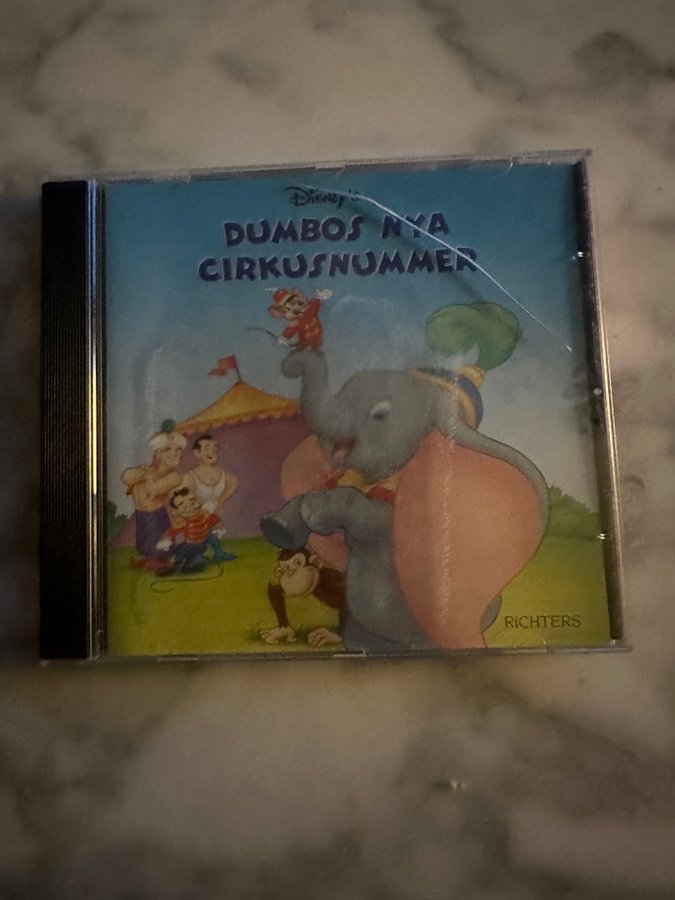 Disney's
DUMBOS NYA
CIRKUSNUMMER
RICHTERS